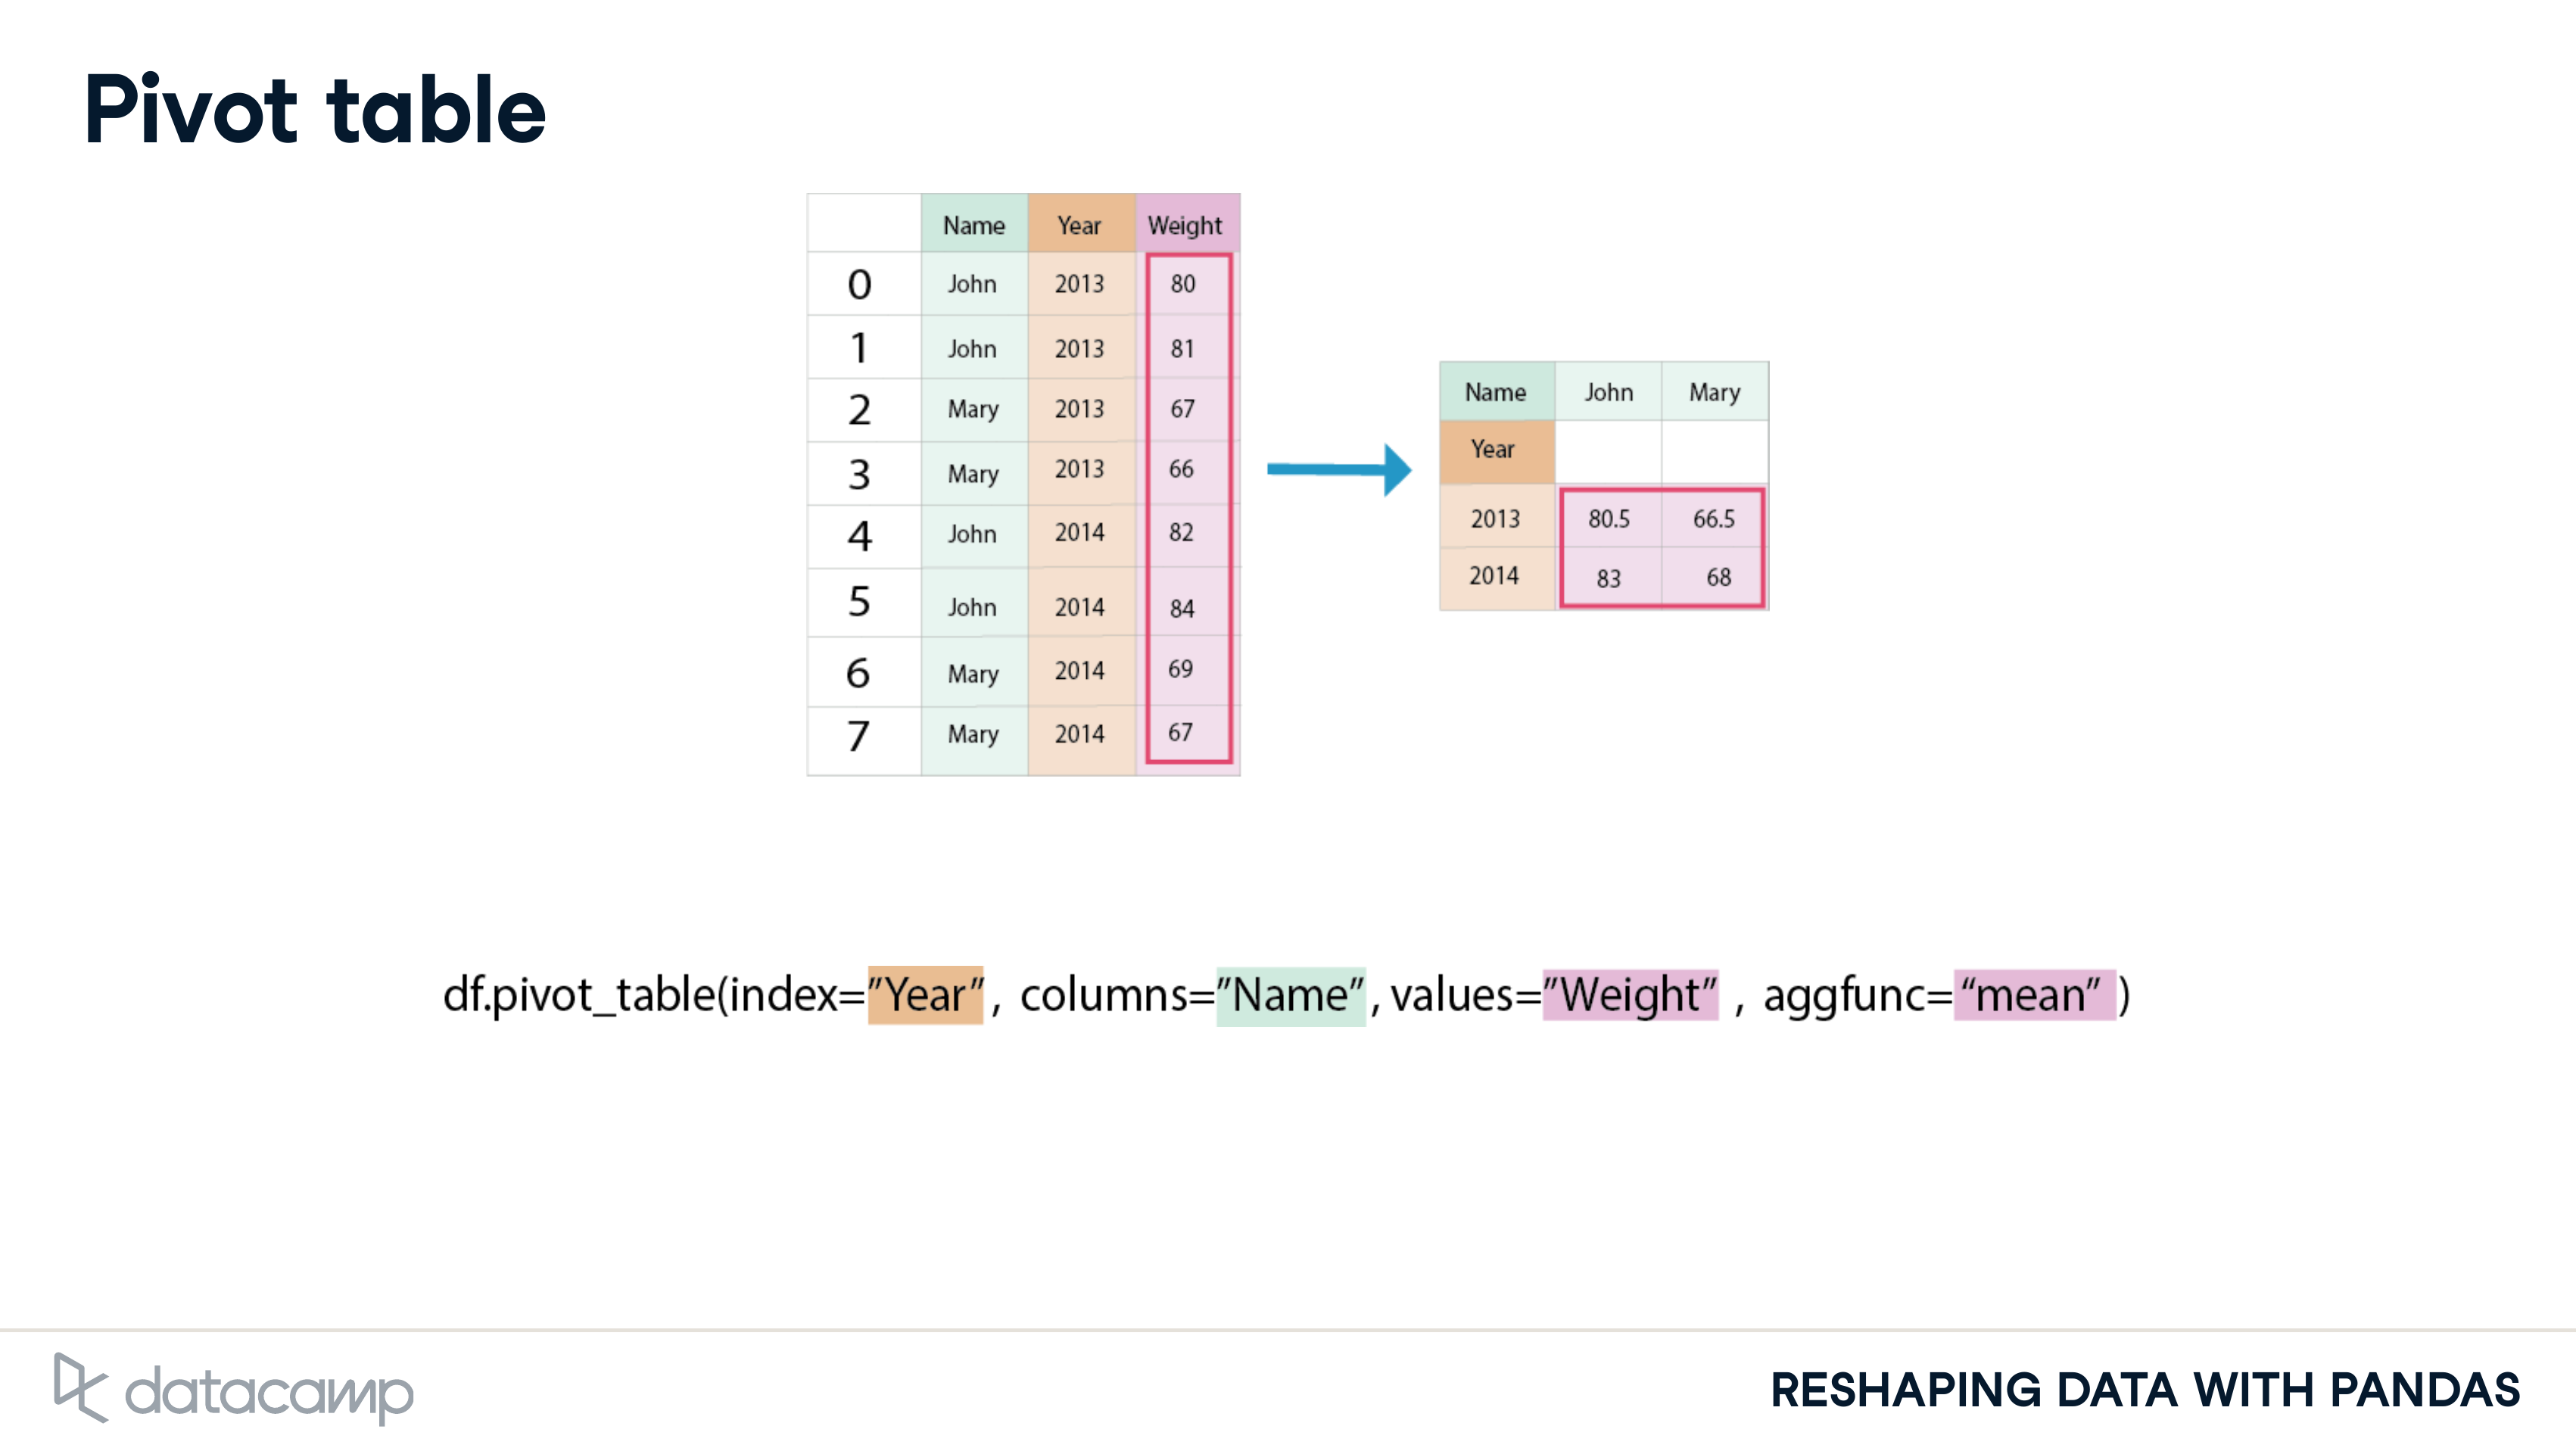 Pivot table
Name Year Weight
0 John 2013 80
1 John 2013 81
2 Mary 2013 67
3 Mary 2013 66
4 John 2014 82
5 John 2014 84
6 Mary 2014 69
7 Mary 2014 67
Name John Mary
Year
2013 80.5 66.5
2014 83 68
df.pivot_table(index=”Year”, columns=”Name”, values=”Weight” , aggfunc=“mean” )
datacamp
RESHAPING DATA WITH PANDAS